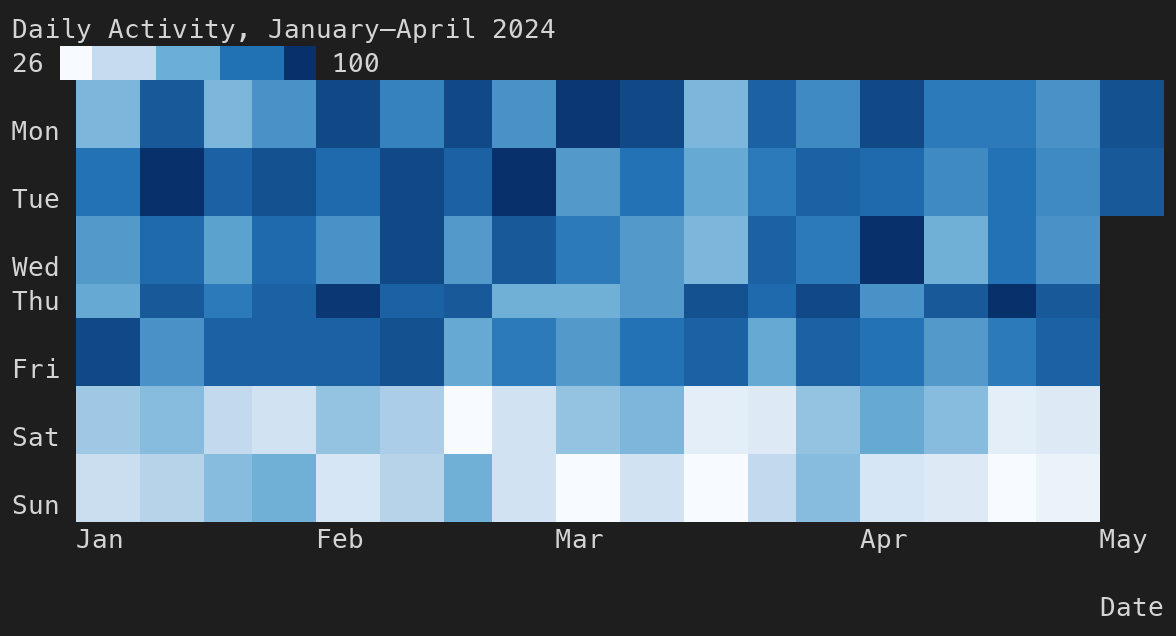 Daily Activity, January–April 2024
26 100
Mon
Tue
Wed
Thu
Fri
Sat
Sun
Jan Feb Mar Apr May
Date